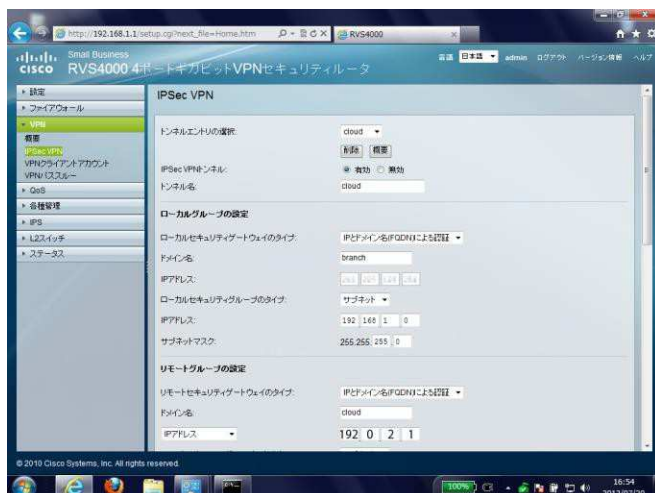 http://192.168.1.1/setup.cgi?next_file=Home.htm
RVS4000
Small Business
cisco RVS4000 4ポートギガビットVPNセキュリティルータ
言語 日本語 admin ログアウト バージョン情報 ヘルプ
設定
ファイアウォール
VPN
概要
IPSec VPN
VPNクライアントアカウント
VPNパススルー
QoS
各種管理
IPS
L2スイッチ
ステータス
IPSec VPN
トンネルエントリの選択: cloud
削除 概要
IPSec VPNトンネル: 有効 無効
トンネル名: cloud
ローカルグループの設定
ローカルセキュリティゲートウェイのタイプ: IPとドメイン名(FQDN)による認証
ドメイン名: branch
IPアドレス:
ローカルセキュリティグループのタイプ: サブネット
IPアドレス: 192 168 1 0
サブネットマスク: 255.255. 255 . 0
リモートグループの設定
リモートセキュリティゲートウェイのタイプ: IPとドメイン名(FQDN)による認証
ドメイン名: cloud
IPアドレス 192 0 2 1
© 2010 Cisco Systems, Inc. All rights reserved.
100%
16:54